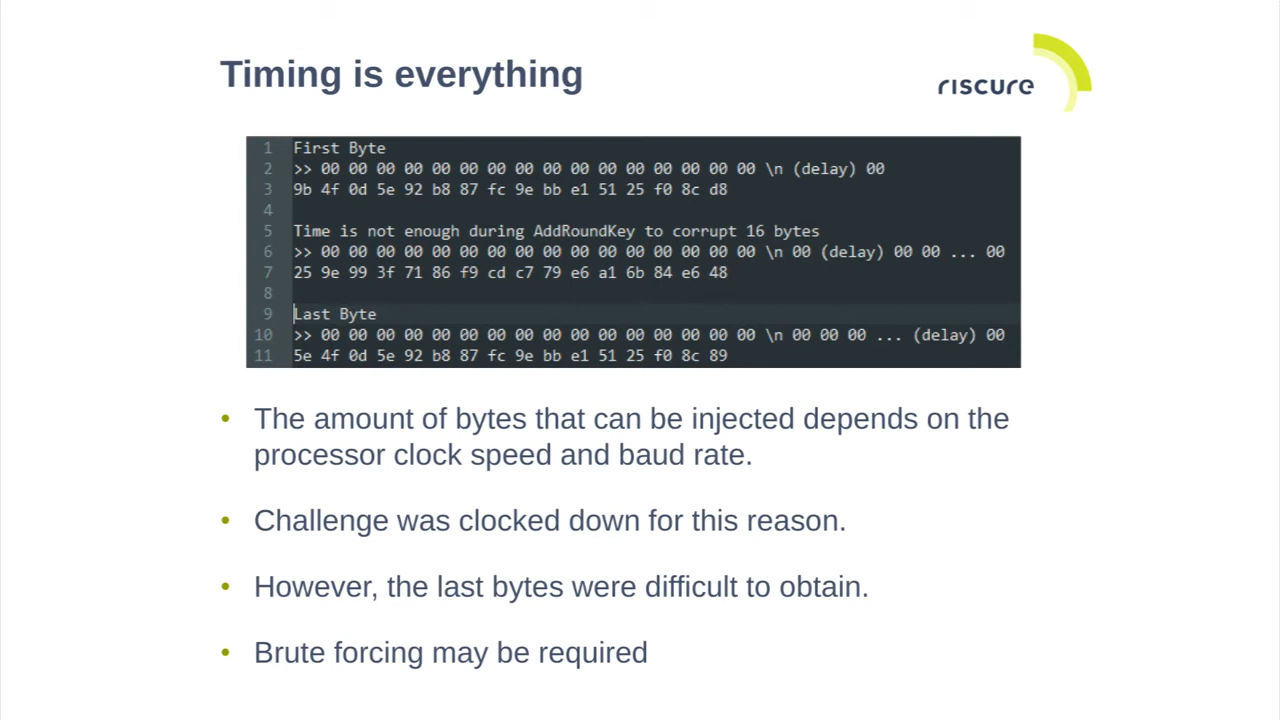 Timing is everything
riscure
1 First Byte
2 >> 00 00 00 00 00 00 00 00 00 00 00 00 00 00 00 00 \n (delay) 00
3 9b 4f 0d 5e 92 b8 87 fc 9e bb e1 51 25 f0 8c d8
4
5 Time is not enough during AddRoundKey to corrupt 16 bytes
6 >> 00 00 00 00 00 00 00 00 00 00 00 00 00 00 00 00 \n 00 (delay) 00 00 ... 00
7 25 9e 99 3f 71 86 f9 cd c7 79 e6 a1 6b 84 e6 48
8
9 Last Byte
10 >> 00 00 00 00 00 00 00 00 00 00 00 00 00 00 00 00 \n 00 00 00 ... (delay) 00
11 5e 4f 0d 5e 92 b8 87 fc 9e bb e1 51 25 f0 8c 89
• The amount of bytes that can be injected depends on the
processor clock speed and baud rate.
• Challenge was clocked down for this reason.
• However, the last bytes were difficult to obtain.
• Brute forcing may be required